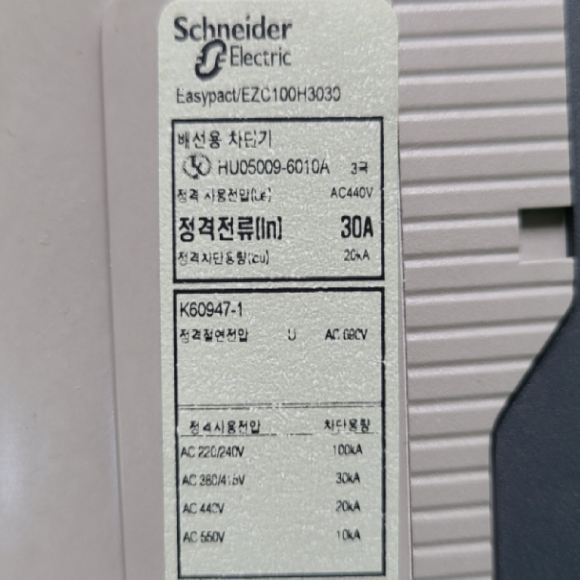 Schneider
Electric
Easypact/EZC100H3030
배선용 차단기
HU05009-6010A 3극
정격 사용전압(Ue) AC440V
정격전류(In) 30A
정격차단용량(Icu) 20kA
K60947-1
정격절연전압 U AC 690V
정격사용전압 차단용량
AC 220/240V 100kA
AC 380/415V 30kA
AC 440V 20kA
AC 550V 10kA